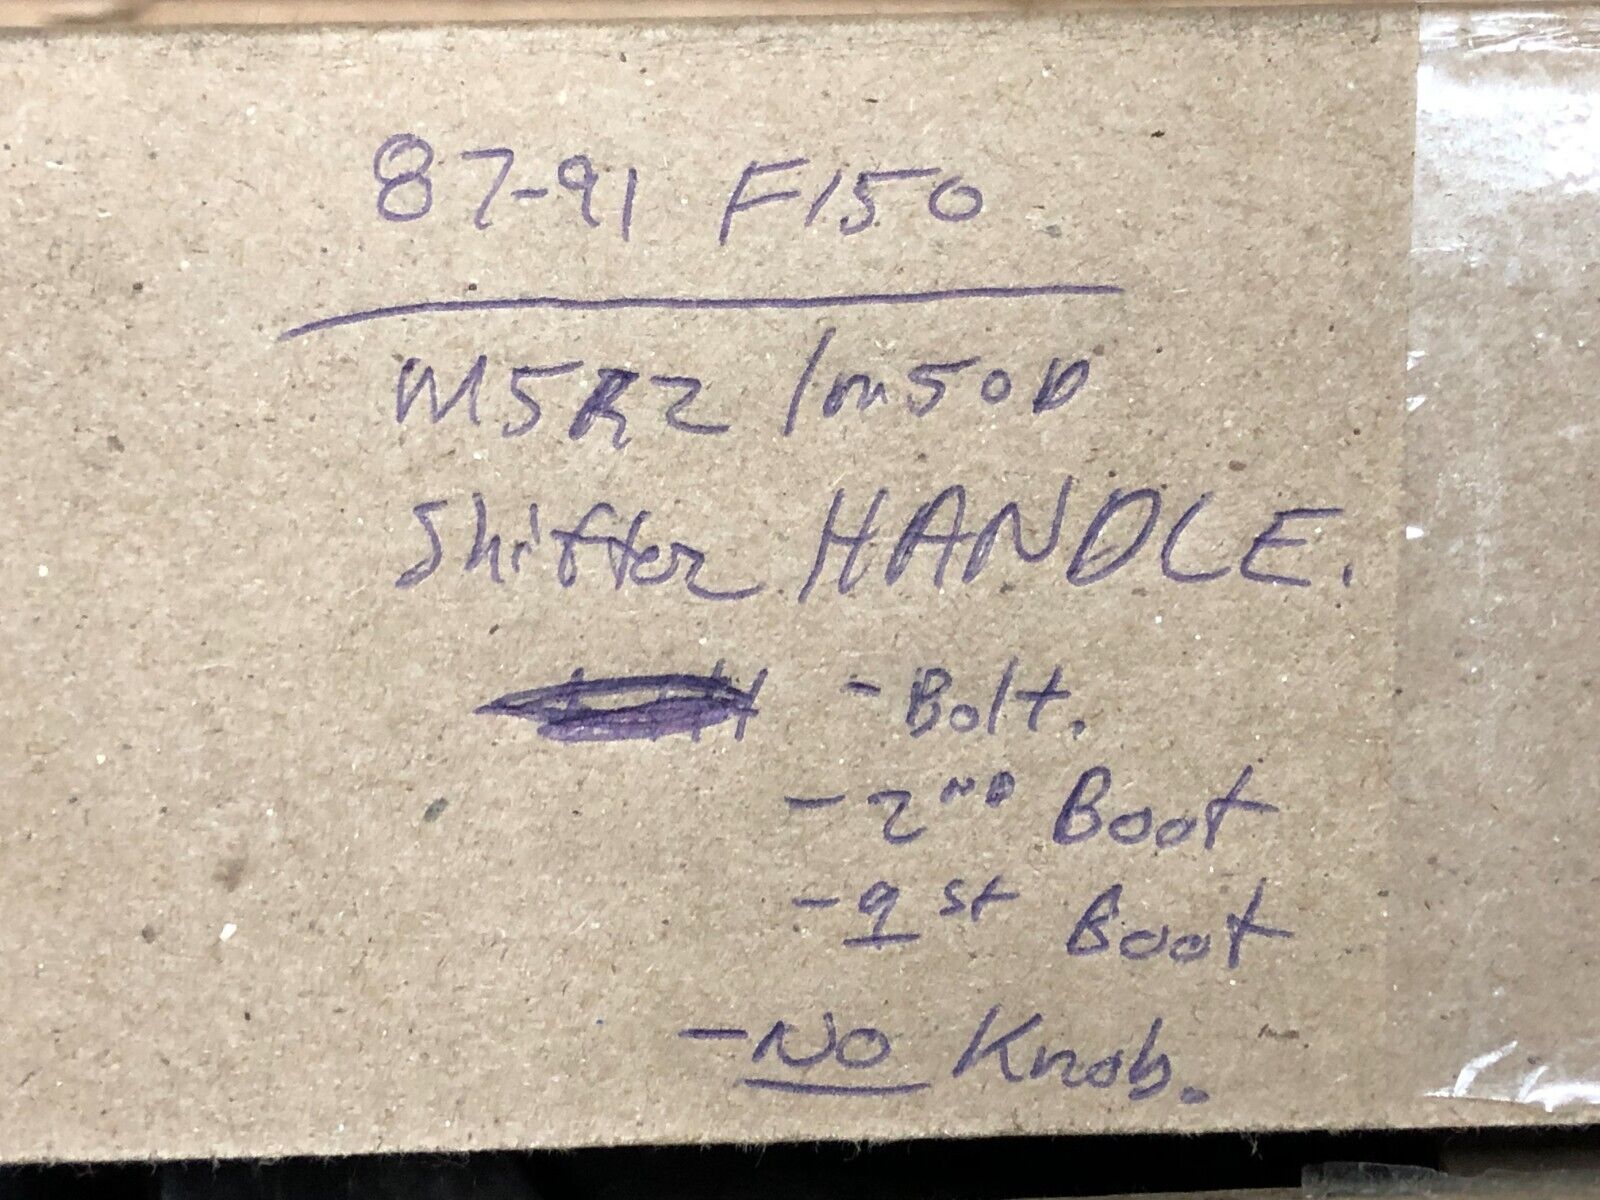 87-91 F150
M5R2 / m50D
Shifter HANDLE.
- Bolt.
- 2ND Boot
- 1st Boot
- NO Knob.